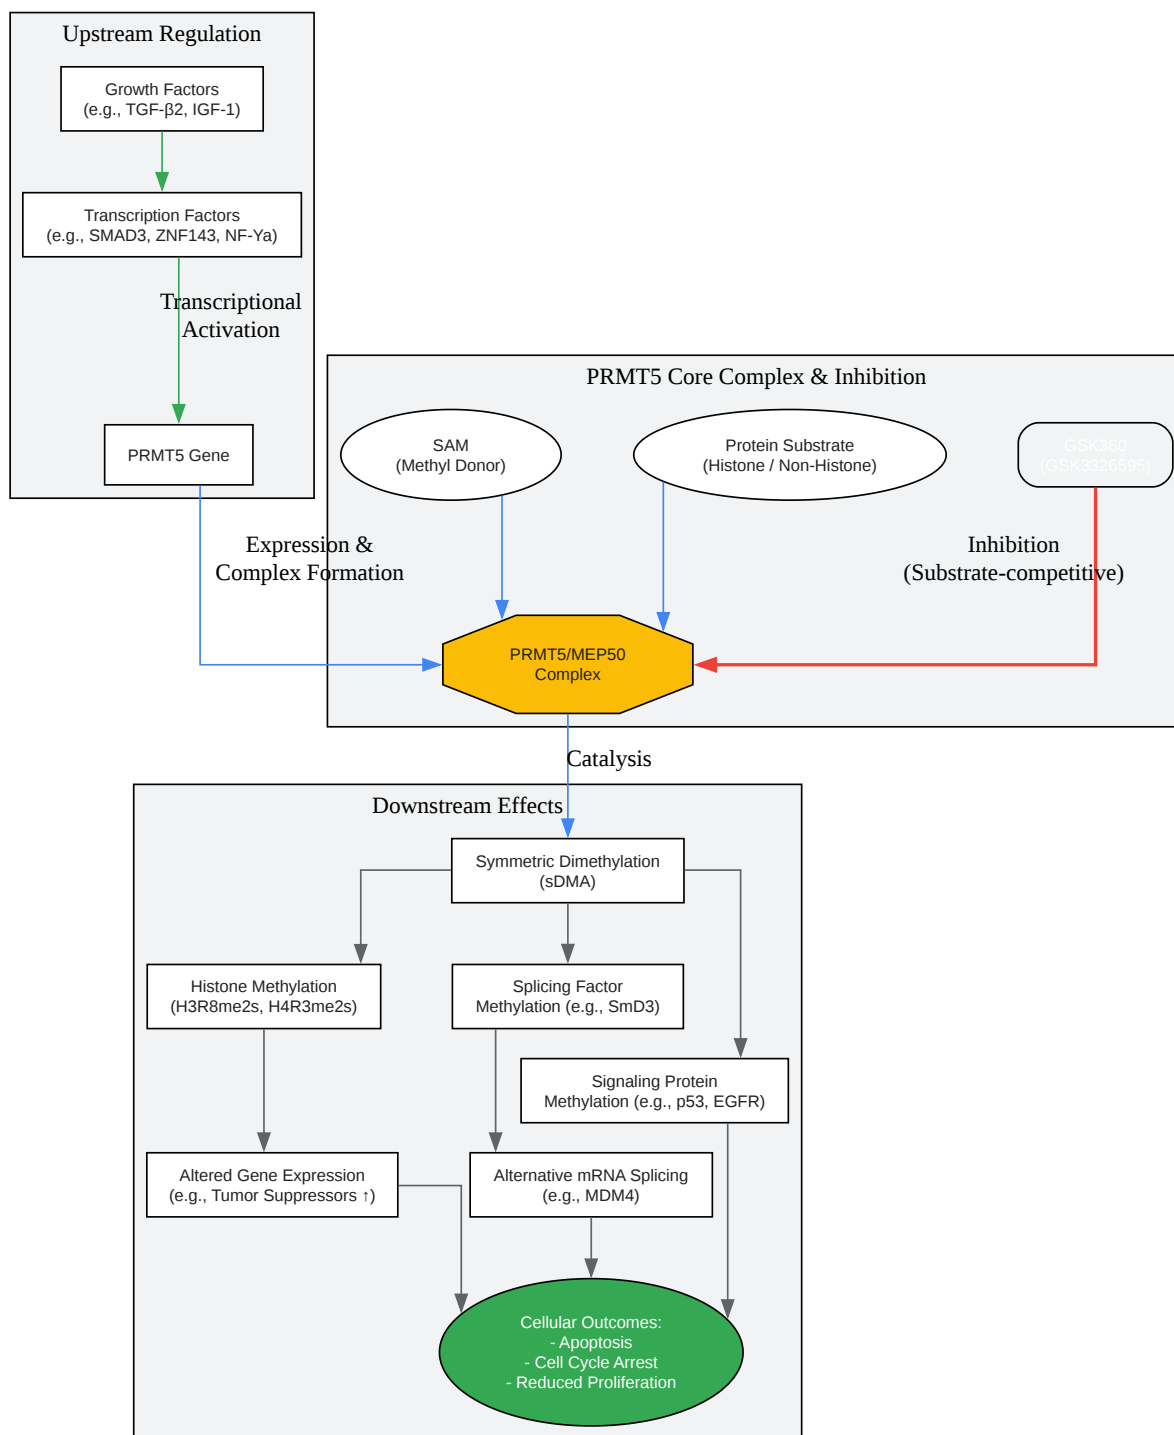 Upstream Regulation
Growth Factors
(e.g., TGF-β2, IGF-1)
Transcription Factors
(e.g., SMAD3, ZNF143, NF-Ya)
Transcriptional
Activation
PRMT5 Gene
PRMT5 Core Complex & Inhibition
SAM
(Methyl Donor)
Protein Substrate
(Histone / Non-Histone)
GSK360
(GSK3326595)
Expression &
Complex Formation
Inhibition
(Substrate-competitive)
PRMT5/MEP50
Complex
Catalysis
Downstream Effects
Symmetric Dimethylation
(sDMA)
Histone Methylation
(H3R8me2s, H4R3me2s)
Splicing Factor
Methylation (e.g., SmD3)
Signaling Protein
Methylation (e.g., p53, EGFR)
Altered Gene Expression
(e.g., Tumor Suppressors ↑)
Alternative mRNA Splicing
(e.g., MDM4)
Cellular Outcomes:
- Apoptosis
- Cell Cycle Arrest
- Reduced Proliferation